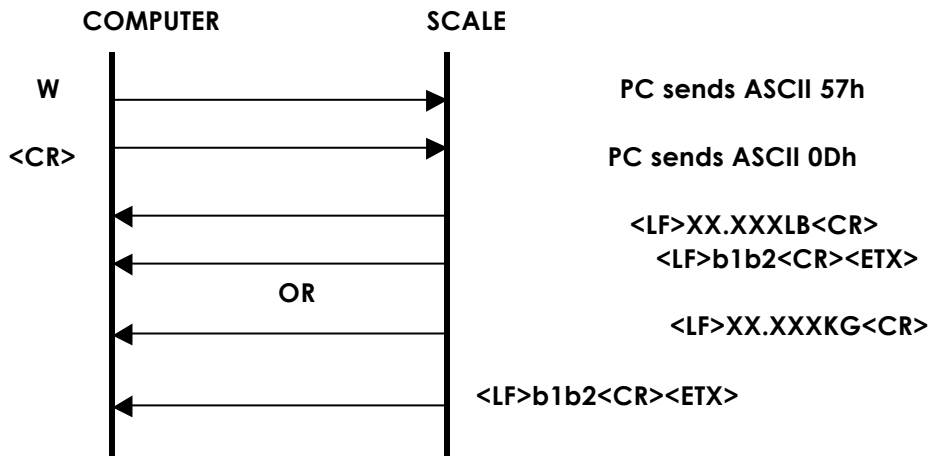 COMPUTER SCALE
W PC sends ASCII 57h
<CR> PC sends ASCII 0Dh
<LF>XX.XXXLB<CR>
<LF>b1b2<CR><ETX>
OR
<LF>XX.XXXKG<CR>
<LF>b1b2<CR><ETX>